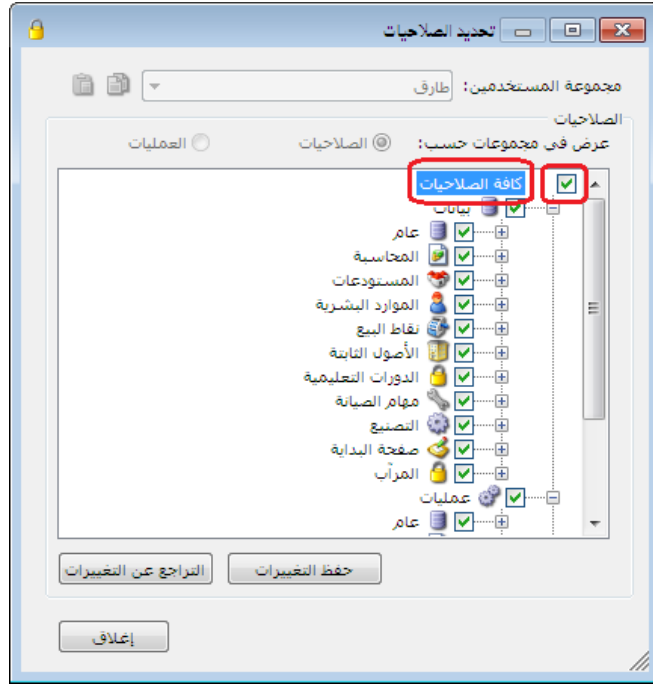 تحديد الصلاحيات
مجموعة المستخدمين: طارق
الصلاحيات
عرض في مجموعات حسب: الصلاحيات العمليات
كافة الصلاحيات
بيانات
عام
المحاسبة
المستودعات
الموارد البشرية
نقاط البيع
الأصول الثابتة
الدورات التعليمية
مهام الصيانة
التصنيع
صفحة البداية
المرآب
عمليات
عام
حفظ التغييرات التراجع عن التغييرات
إغلاق